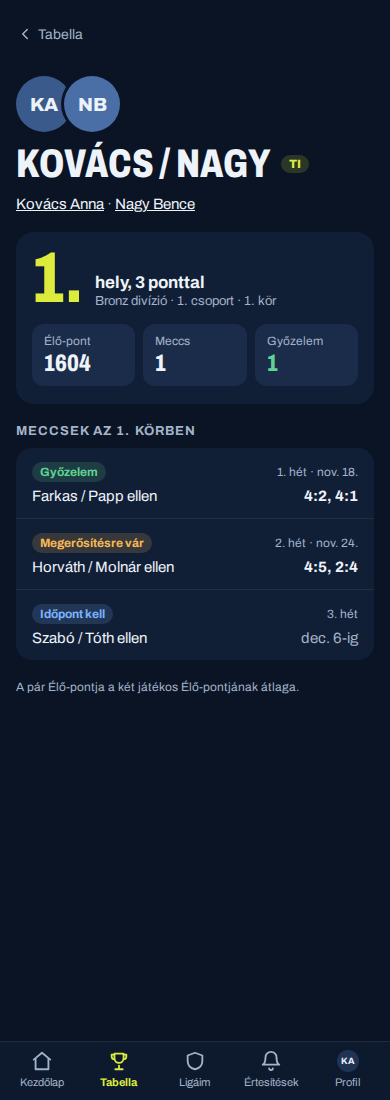 Tabella
KA NB
KOVÁCS / NAGY TI
Kovács Anna · Nagy Bence
1. hely, 3 ponttal
Bronz divízió · 1. csoport · 1. kör
Élő-pont Meccs Győzelem
1604 1 1
MECCSEK AZ 1. KÖRBEN
Győzelem 1. hét · nov. 18.
Farkas / Papp ellen 4:2, 4:1
Megerősítésre vár 2. hét · nov. 24.
Horváth / Molnár ellen 4:5, 2:4
Időpont kell 3. hét
Szabó / Tóth ellen dec. 6-ig
A pár Élő-pontja a két játékos Élő-pontjának átlaga.
KA
Kezdőlap Tabella Ligáim Értesítések Profil